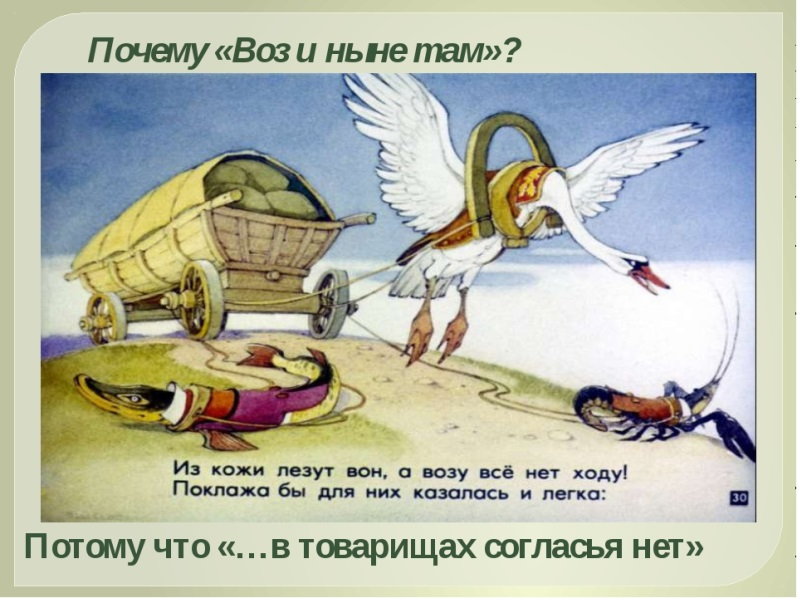 Почему «Воз и ныне там»?
Из кожи лезут вон, а возу всё нет ходу!
Поклажа бы для них казалась и легка:
30
Потому что «…в товарищах согласья нет»